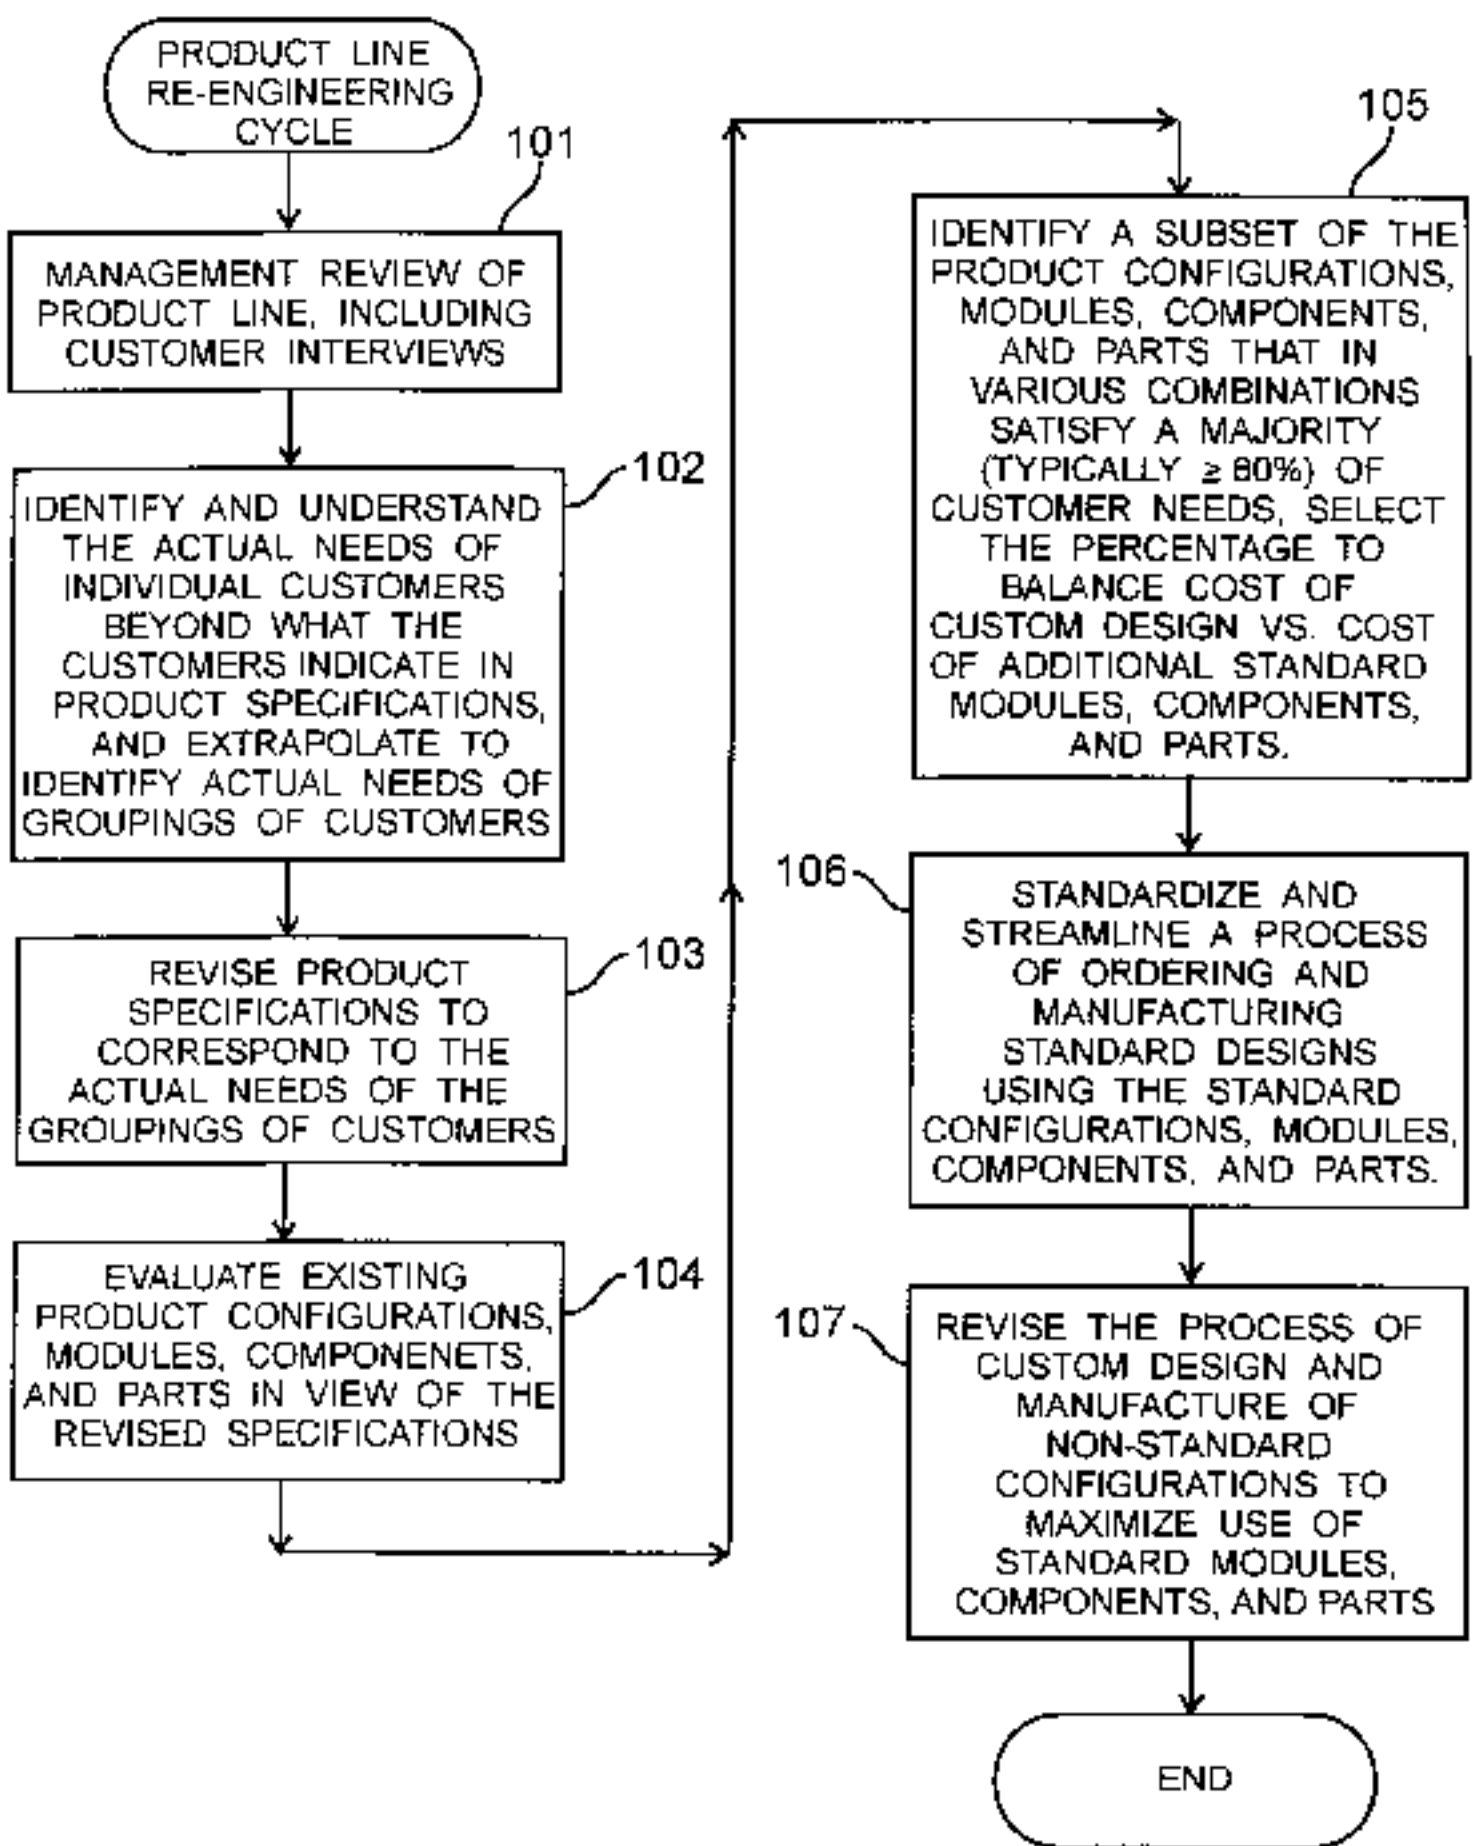 PRODUCT LINE
RE-ENGINEERING
CYCLE
101
MANAGEMENT REVIEW OF
PRODUCT LINE, INCLUDING
CUSTOMER INTERVIEWS
102
IDENTIFY AND UNDERSTAND
THE ACTUAL NEEDS OF
INDIVIDUAL CUSTOMERS
BEYOND WHAT THE
CUSTOMERS INDICATE IN
PRODUCT SPECIFICATIONS,
AND EXTRAPOLATE TO
IDENTIFY ACTUAL NEEDS OF
GROUPINGS OF CUSTOMERS
103
REVISE PRODUCT
SPECIFICATIONS TO
CORRESPOND TO THE
ACTUAL NEEDS OF THE
GROUPINGS OF CUSTOMERS
104
EVALUATE EXISTING
PRODUCT CONFIGURATIONS,
MODULES, COMPONENETS,
AND PARTS IN VIEW OF THE
REVISED SPECIFICATIONS
105
IDENTIFY A SUBSET OF THE
PRODUCT CONFIGURATIONS,
MODULES, COMPONENTS,
AND PARTS THAT IN
VARIOUS COMBINATIONS
SATISFY A MAJORITY
(TYPICALLY ≥ 80%) OF
CUSTOMER NEEDS, SELECT
THE PERCENTAGE TO
BALANCE COST OF
CUSTOM DESIGN VS. COST
OF ADDITIONAL STANDARD
MODULES, COMPONENTS,
AND PARTS.
106
STANDARDIZE AND
STREAMLINE A PROCESS
OF ORDERING AND
MANUFACTURING
STANDARD DESIGNS
USING THE STANDARD
CONFIGURATIONS, MODULES,
COMPONENTS, AND PARTS.
107
REVISE THE PROCESS OF
CUSTOM DESIGN AND
MANUFACTURE OF
NON-STANDARD
CONFIGURATIONS TO
MAXIMIZE USE OF
STANDARD MODULES,
COMPONENTS, AND PARTS
END